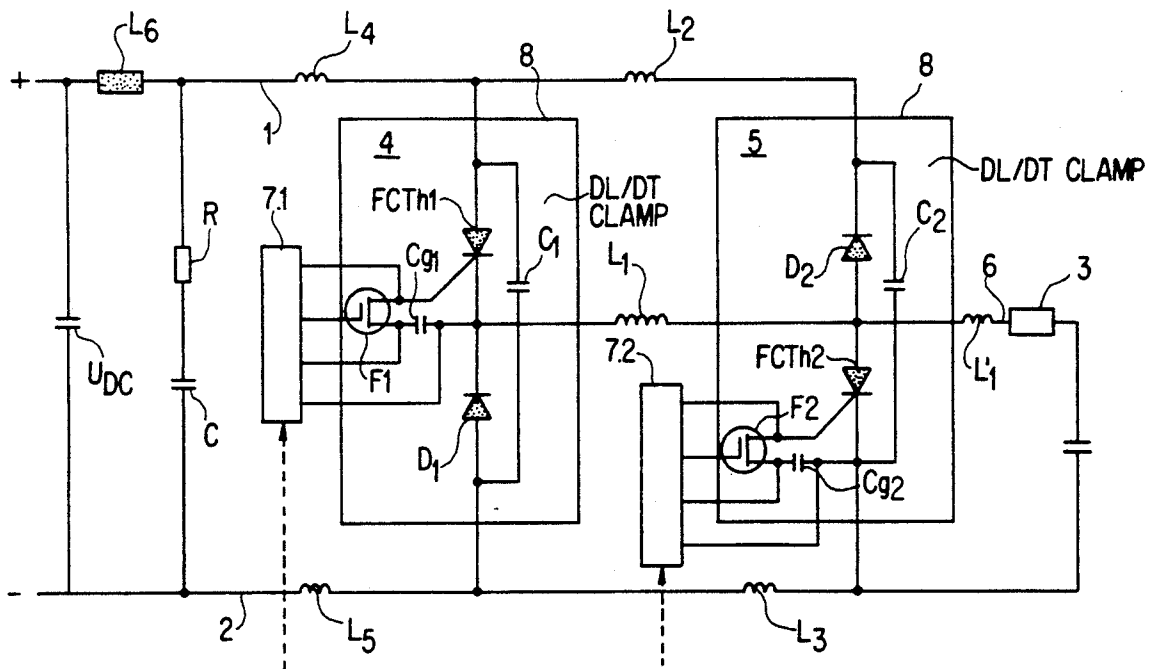 L6
L4
L2
8
8
+
1
4
5
DL/DT CLAMP
DL/DT
CLAMP
7.1
FCTh1
R
Cg1
C1
L1
D2
C2
6
3
UDC
F1
7.2
FCTh2
L'1
C
D1
F2
Cg2
-
2
L5
L3